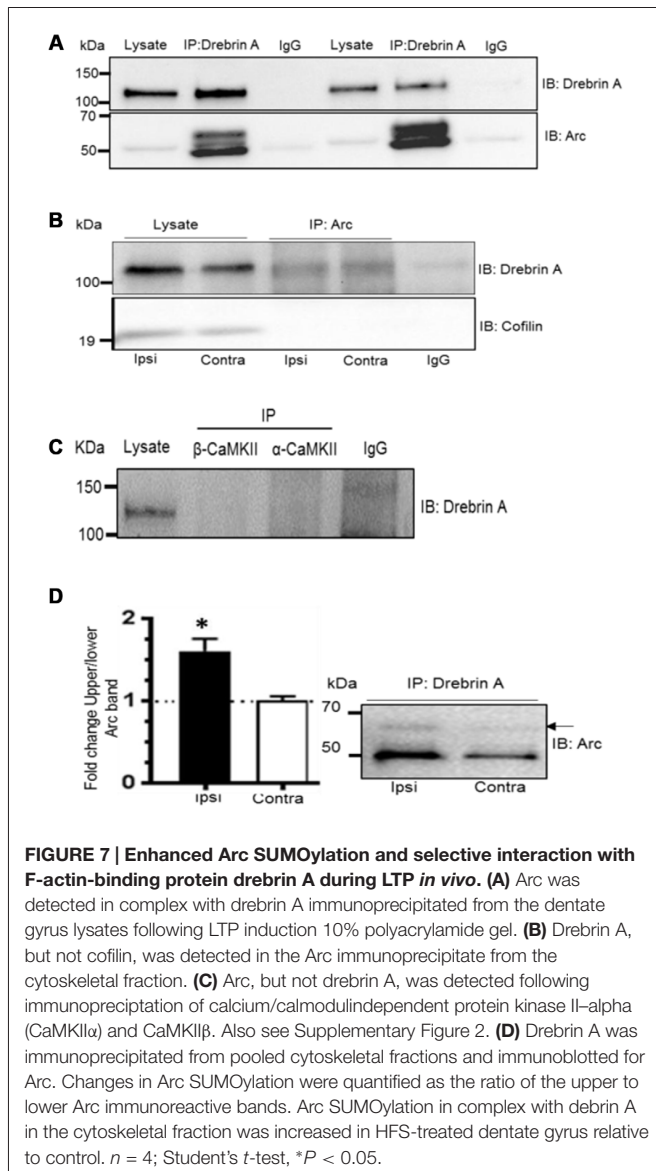 A
kDa Lysate IP:Drebrin A IgG Lysate IP:Drebrin A IgG
150
100
IB: Drebrin A
70
50
IB: Arc
B
kDa Lysate IP: Arc
100
IB: Drebrin A
19
IB: Cofilin
Ipsi Contra Ipsi Contra IgG
IP
C KDa Lysate β-CaMKII α-CaMKII IgG
150
100
IB: Drebrin A
D
Fold change Upper/lower
Arc band
2
1
0
*
Ipsi Contra
kDa IP: Drebrin A
70
50
IB: Arc
Ipsi Contra
FIGURE 7 | Enhanced Arc SUMOylation and selective interaction with
F-actin-binding protein drebrin A during LTP in vivo. (A) Arc was
detected in complex with drebrin A immunoprecipitated from the dentate
gyrus lysates following LTP induction 10% polyacrylamide gel. (B) Drebrin A,
but not cofilin, was detected in the Arc immunoprecipitate from the
cytoskeletal fraction. (C) Arc, but not drebrin A, was detected following
immunopreciptation of calcium/calmodulindependent protein kinase II–alpha
(CaMKIIα) and CaMKIIβ. Also see Supplementary Figure 2. (D) Drebrin A was
immunoprecipitated from pooled cytoskeletal fractions and immunoblotted for
Arc. Changes in Arc SUMOylation were quantified as the ratio of the upper to
lower Arc immunoreactive bands. Arc SUMOylation in complex with debrin A
in the cytoskeletal fraction was increased in HFS-treated dentate gyrus relative
to control. n = 4; Student's t-test, *P < 0.05.